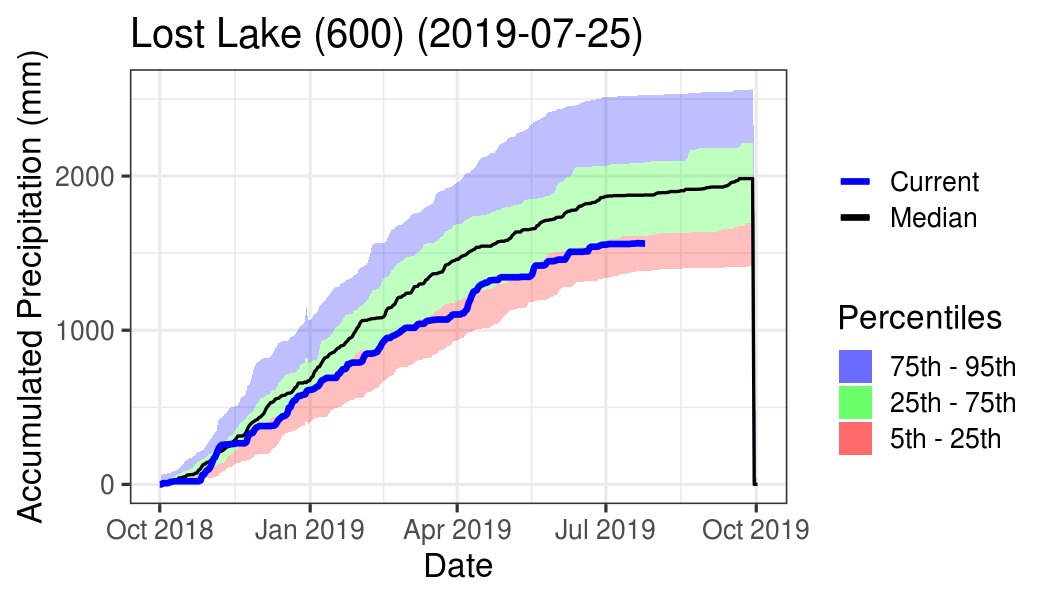 Lost Lake (600) (2019-07-25)
Accumulated Precipitation (mm)
2000
1000
0
Oct 2018
Jan 2019
Apr 2019
Jul 2019
Oct 2019
Date
Current
Median
Percentiles
75th - 95th
25th - 75th
5th - 25th